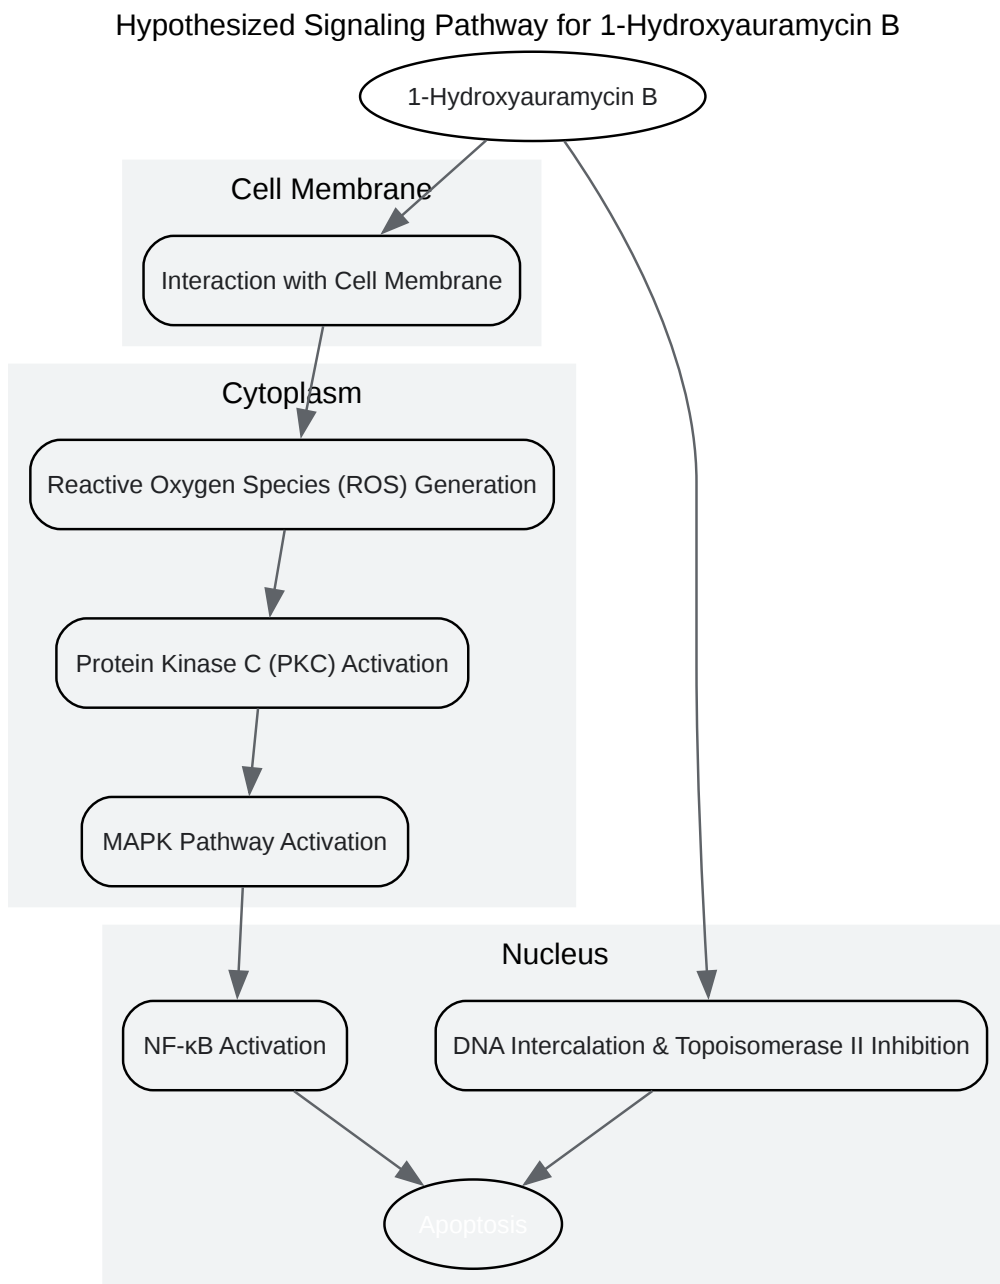 Hypothesized Signaling Pathway for 1-Hydroxyauramycin B
1-Hydroxyauramycin B
Cell Membrane
Interaction with Cell Membrane
Cytoplasm
Reactive Oxygen Species (ROS) Generation
Protein Kinase C (PKC) Activation
MAPK Pathway Activation
Nucleus
NF-κB Activation
DNA Intercalation & Topoisomerase II Inhibition
Apoptosis